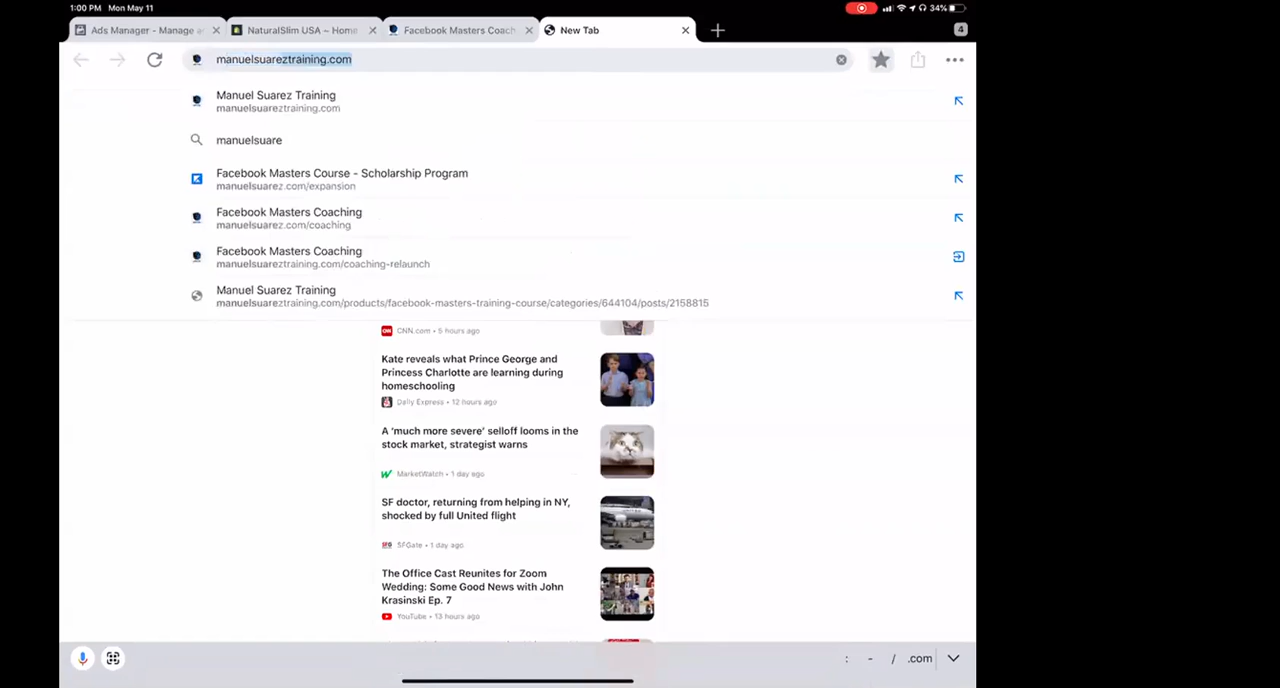 1:00 PM Mon May 11
34%
Ads Manager - Manage a
NaturalSlim USA – Home
Facebook Masters Coach
New Tab
4
manuelsuareztraining.com
Manuel Suarez Training
manuelsuareztraining.com
manuelsuare
Facebook Masters Course - Scholarship Program
manuelsuarez.com/expansion
Facebook Masters Coaching
manuelsuarez.com/coaching
Facebook Masters Coaching
manuelsuareztraining.com/coaching-relaunch
Manuel Suarez Training
manuelsuareztraining.com/products/facebook-masters-training-course/categories/644104/posts/2158815
CNN.com • 5 hours ago
Kate reveals what Prince George and
Princess Charlotte are learning during
homeschooling
Daily Express • 12 hours ago
A 'much more severe' selloff looms in the
stock market, strategist warns
MarketWatch • 1 day ago
SF doctor, returning from helping in NY,
shocked by full United flight
SFGate • 1 day ago
The Office Cast Reunites for Zoom
Wedding: Some Good News with John
Krasinski Ep. 7
YouTube • 13 hours ago
: - / .com